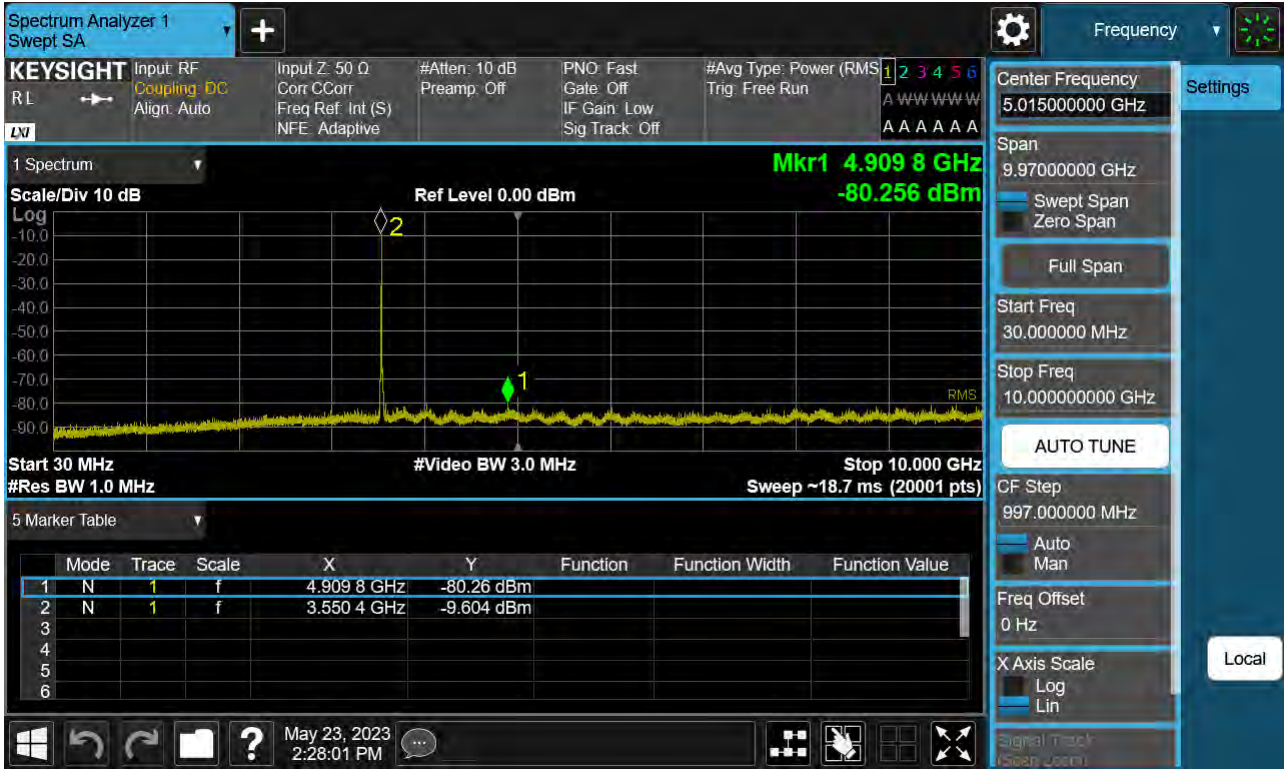 Spectrum Analyzer 1
Swept SA
+
Frequency
KEYSIGHT
RL
LXI
Input: RF
Coupling: DC
Align: Auto
Input Z: 50 Ω
Corr CCorr
Freq Ref: Int (S)
NFE: Adaptive
#Atten: 10 dB
Preamp: Off
PNO: Fast
Gate: Off
IF Gain: Low
Sig Track: Off
#Avg Type: Power (RMS
Trig: Free Run
1 2 3 4 5 6
A W W W W W
A A A A A A
1 Spectrum
Scale/Div 10 dB
Ref Level 0.00 dBm
Mkr1 4.909 8 GHz
-80.256 dBm
Log
-10.0
-20.0
-30.0
-40.0
-50.0
-60.0
-70.0
-80.0
-90.0
2
1
RMS
Start 30 MHz
#Video BW 3.0 MHz
Stop 10.000 GHz
#Res BW 1.0 MHz
Sweep ~18.7 ms (20001 pts)
5 Marker Table
Mode Trace Scale X Y Function Function Width Function Value
1 N 1 f 4.909 8 GHz -80.26 dBm
2 N 1 f 3.550 4 GHz -9.604 dBm
3
4
5
6
Center Frequency
5.015000000 GHz
Settings
Span
9.97000000 GHz
Swept Span
Zero Span
Full Span
Start Freq
30.000000 MHz
Stop Freq
10.000000000 GHz
AUTO TUNE
CF Step
997.000000 MHz
Auto
Man
Freq Offset
0 Hz
X Axis Scale
Log
Lin
Signal Track
(Span Zoom)
Local
?
May 23, 2023
2:28:01 PM